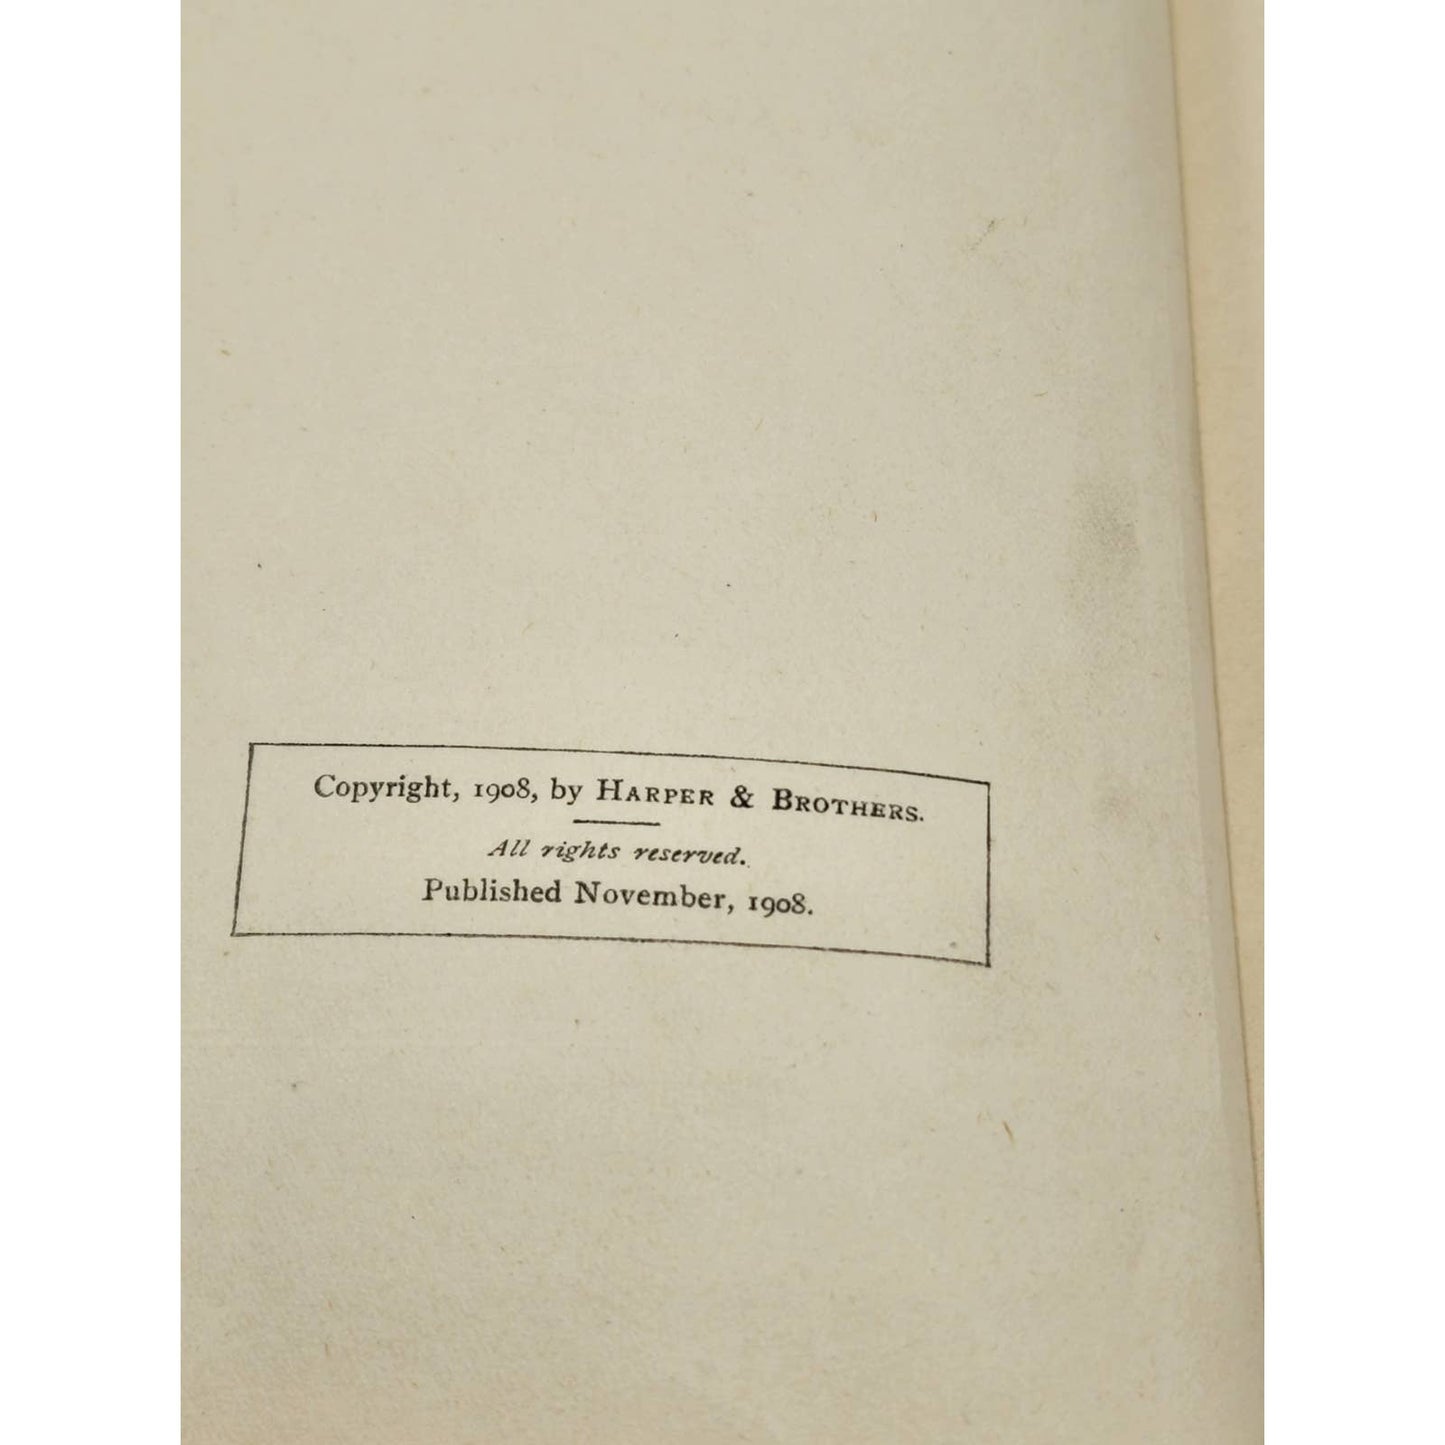 Copyright, 1908, by HARPER & BROTHERS.
All rights reserved.
Published November, 1908.